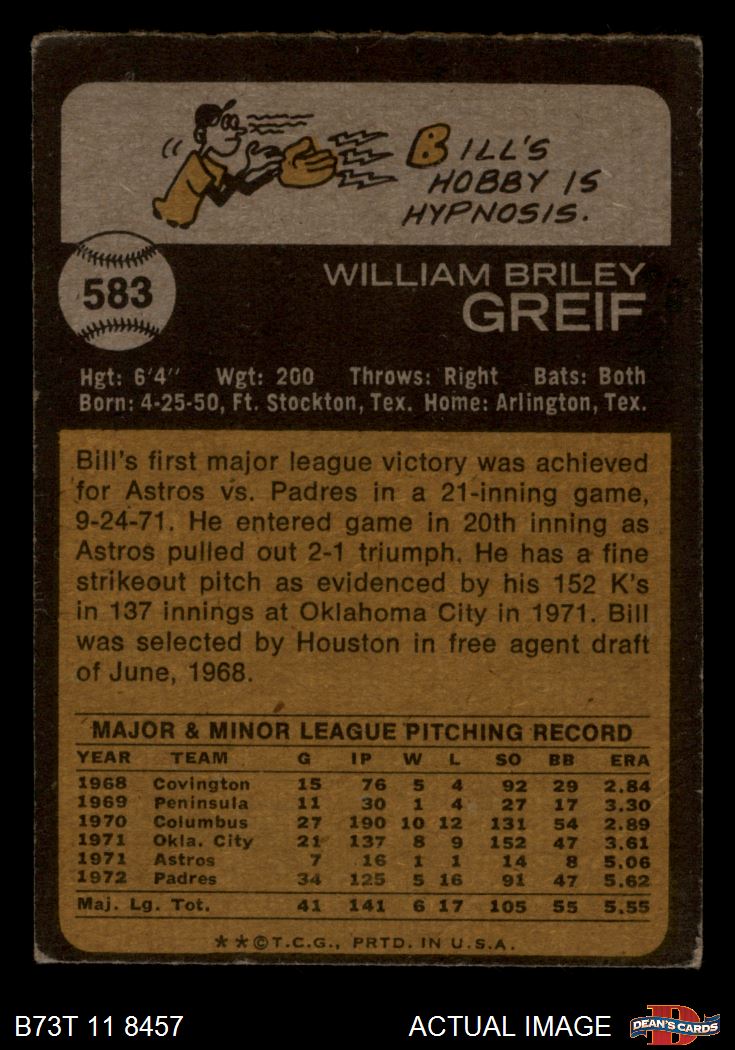 BILL'S
HOBBY IS
HYPNOSIS.
583
WILLIAM BRILEY
GREIF
Hgt: 6'4" Wgt: 200 Throws: Right Bats: Both
Born: 4-25-50, Ft. Stockton, Tex. Home: Arlington, Tex.
Bill's first major league victory was achieved
for Astros vs. Padres in a 21-inning game,
9-24-71. He entered game in 20th inning as
Astros pulled out 2-1 triumph. He has a fine
strikeout pitch as evidenced by his 152 K's
in 137 innings at Oklahoma City in 1971. Bill
was selected by Houston in free agent draft
of June, 1968.
MAJOR & MINOR LEAGUE PITCHING RECORD
YEAR TEAM G IP W L SO BB ERA
1968 Covington 15 76 5 4 92 29 2.84
1969 Peninsula 11 30 1 4 27 17 3.30
1970 Columbus 27 190 10 12 131 54 2.89
1971 Okla. City 21 137 8 9 152 47 3.61
1971 Astros 7 16 1 1 14 8 5.06
1972 Padres 34 125 5 16 91 47 5.62
Maj. Lg. Tot. 41 141 6 17 105 55 5.55
**©T.C.G., PRTD. IN U.S.A.
B73T 11 8457 ACTUAL IMAGE DEAN'S CARDS